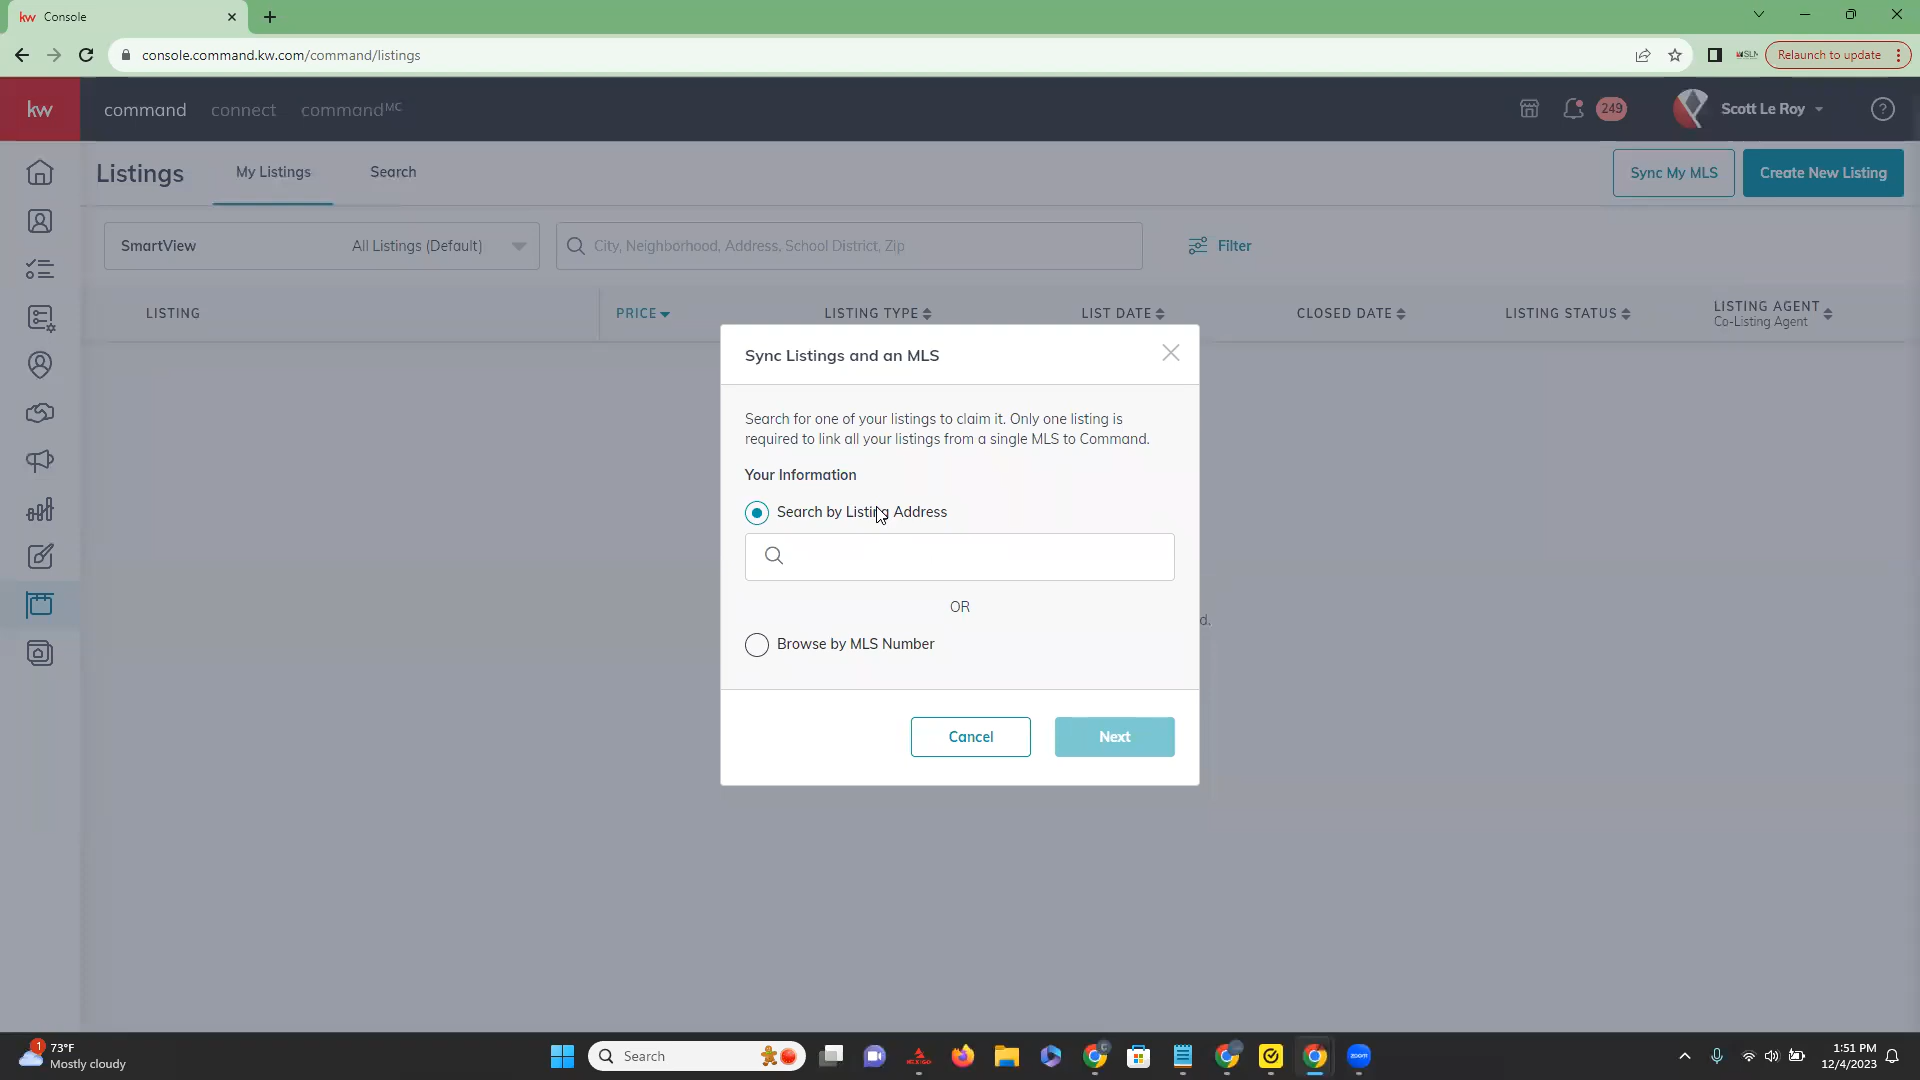 kw Console
console.command.kw.com/command/listings
Relaunch to update
kw command connect commandMC
249 Scott Le Roy
Listings My Listings Search
Sync My MLS Create New Listing
SmartView All Listings (Default) City, Neighborhood, Address, School District, Zip Filter
LISTING PRICE LISTING TYPE LIST DATE CLOSED DATE LISTING STATUS LISTING AGENT
Co-Listing Agent
Sync Listings and an MLS
Search for one of your listings to claim it. Only one listing is
required to link all your listings from a single MLS to Command.
Your Information
Search by Listing Address
OR
d.
Browse by MLS Number
Cancel Next
1 73°F
Mostly cloudy
Search
zoom
1:51 PM
12/4/2023